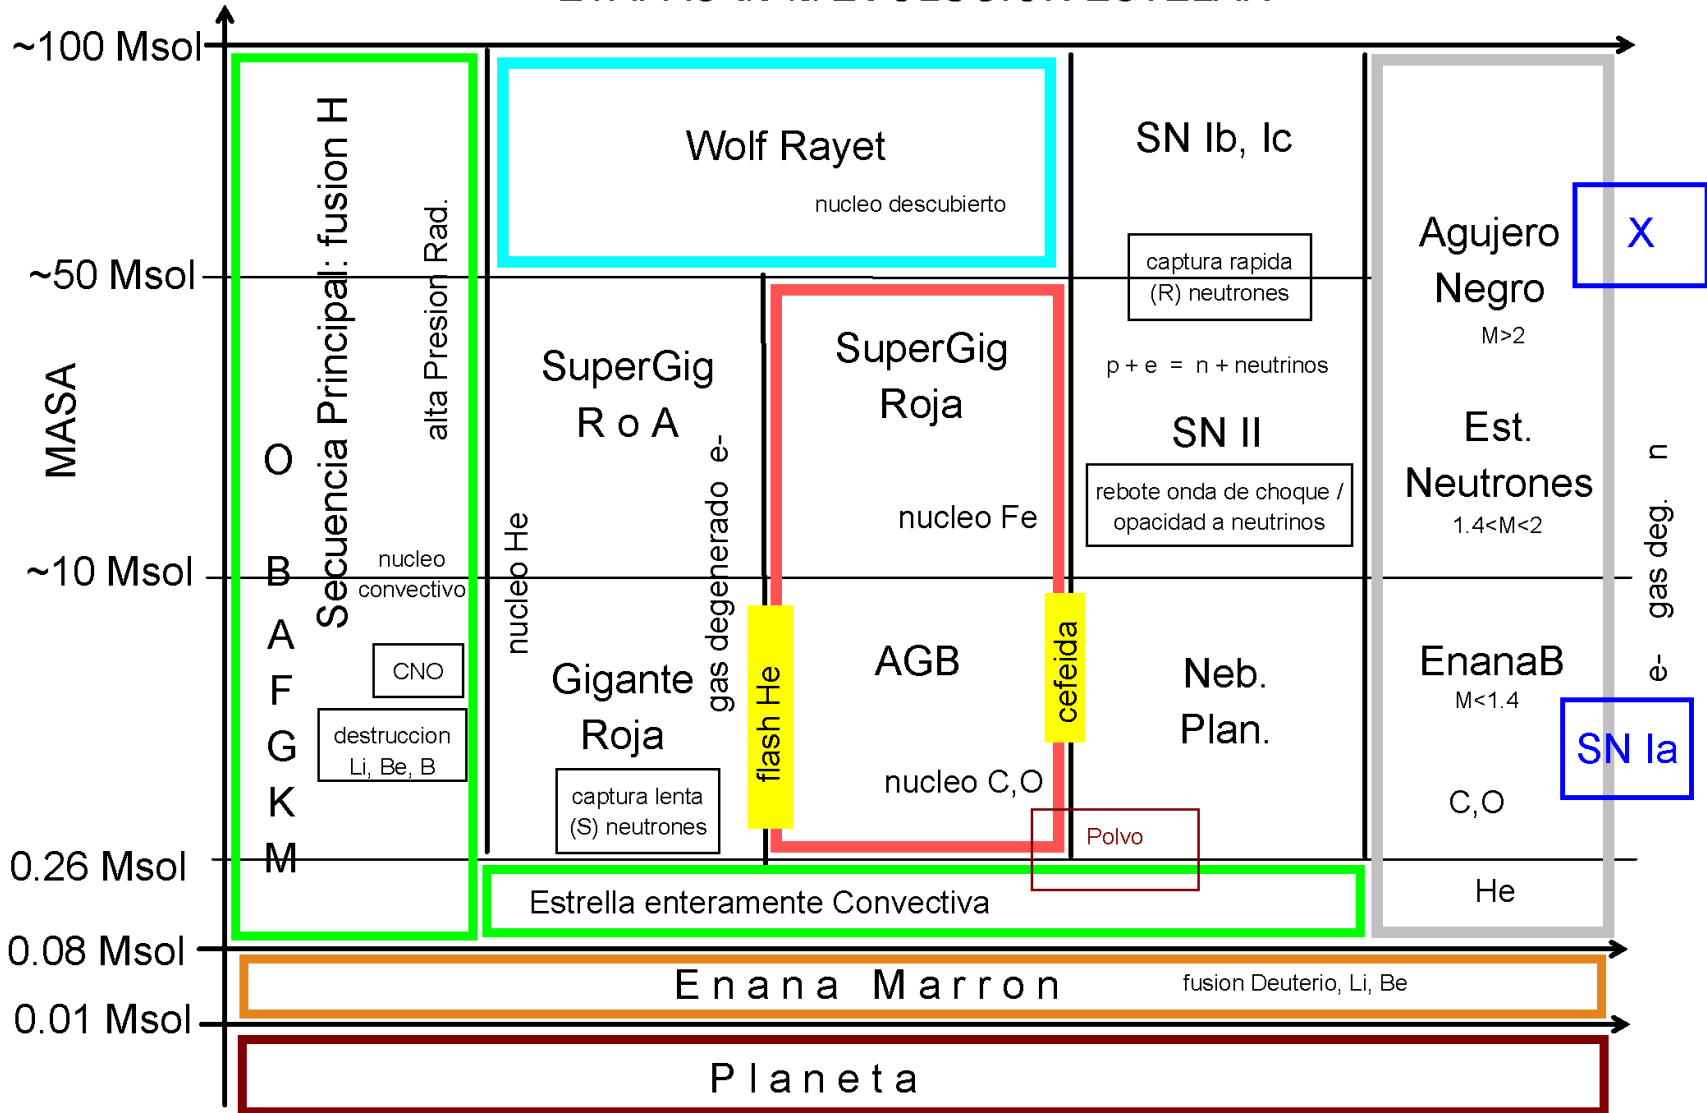 ~100 Msol
~50 Msol
~10 Msol
0.26 Msol
0.08 Msol
0.01 Msol
MASA
O
B
A
F
G
K
M
Secuencia Principal: fusion H
alta Presion Rad.
nucleo
convectivo
CNO
destruccion
Li, Be, B
Wolf Rayet
nucleo descubierto
SuperGig
R o A
nucleo He
gas degenerado e-
Gigante
Roja
captura lenta
(S) neutrones
flash He
SuperGig
Roja
nucleo Fe
AGB
nucleo C,O
cefeida
Polvo
SN Ib, Ic
captura rapida
(R) neutrones
p + e = n + neutrinos
SN II
rebote onda de choque /
opacidad a neutrinos
Neb.
Plan.
Agujero
Negro
M>2
Est.
Neutrones
1.4<M<2
EnanaB
M<1.4
C,O
He
X
SN Ia
e- gas deg. n
Estrella enteramente Convectiva
Enana Marron
fusion Deuterio, Li, Be
Planeta